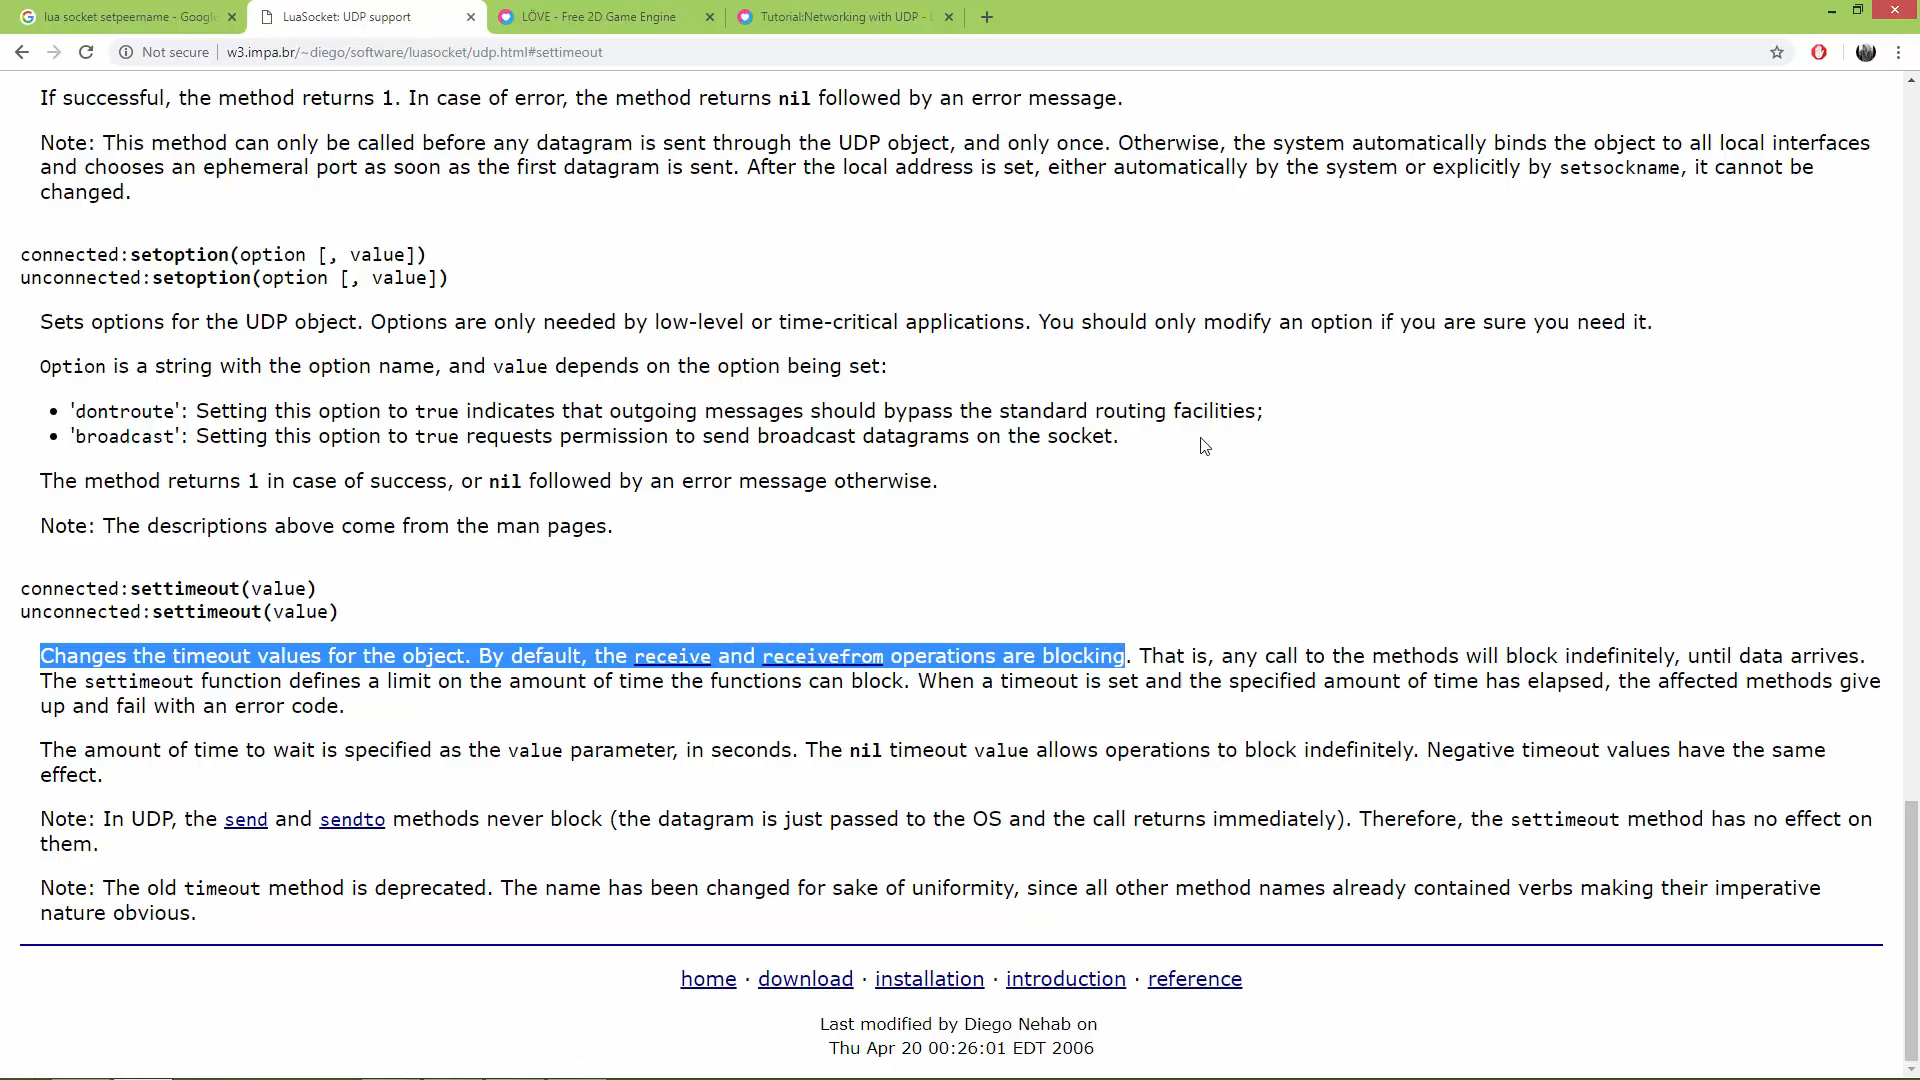 lua socket setpeername - Google
LuaSocket: UDP support
LÖVE - Free 2D Game Engine
Tutorial:Networking with UDP -
Not secure
w3.impa.br/~diego/software/luasocket/udp.html#settimeout
If successful, the method returns 1. In case of error, the method returns nil followed by an error message.
Note: This method can only be called before any datagram is sent through the UDP object, and only once. Otherwise, the system automatically binds the object to all local interfaces
and chooses an ephemeral port as soon as the first datagram is sent. After the local address is set, either automatically by the system or explicitly by setsockname, it cannot be
changed.
connected:setoption(option [, value])
unconnected:setoption(option [, value])
Sets options for the UDP object. Options are only needed by low-level or time-critical applications. You should only modify an option if you are sure you need it.
Option is a string with the option name, and value depends on the option being set:
• 'dontroute': Setting this option to true indicates that outgoing messages should bypass the standard routing facilities;
• 'broadcast': Setting this option to true requests permission to send broadcast datagrams on the socket.
The method returns 1 in case of success, or nil followed by an error message otherwise.
Note: The descriptions above come from the man pages.
connected:settimeout(value)
unconnected:settimeout(value)
Changes the timeout values for the object. By default, the receive and receivefrom operations are blocking. That is, any call to the methods will block indefinitely, until data arrives.
The settimeout function defines a limit on the amount of time the functions can block. When a timeout is set and the specified amount of time has elapsed, the affected methods give
up and fail with an error code.
The amount of time to wait is specified as the value parameter, in seconds. The nil timeout value allows operations to block indefinitely. Negative timeout values have the same
effect.
Note: In UDP, the send and sendto methods never block (the datagram is just passed to the OS and the call returns immediately). Therefore, the settimeout method has no effect on
them.
Note: The old timeout method is deprecated. The name has been changed for sake of uniformity, since all other method names already contained verbs making their imperative
nature obvious.
home · download · installation · introduction · reference
Last modified by Diego Nehab on
Thu Apr 20 00:26:01 EDT 2006